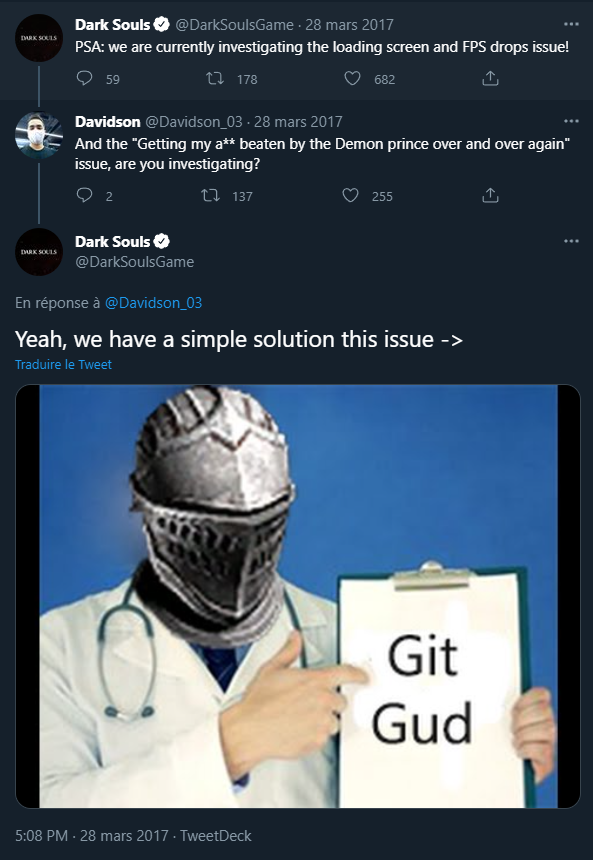 DARK SOULS
Dark Souls @DarkSoulsGame · 28 mars 2017
PSA: we are currently investigating the loading screen and FPS drops issue!
59 178 682
Davidson @Davidson_03 · 28 mars 2017
And the "Getting my a** beaten by the Demon prince over and over again"
issue, are you investigating?
2 137 255
DARK SOULS
Dark Souls
@DarkSoulsGame
En réponse à @Davidson_03
Yeah, we have a simple solution this issue ->
Traduire le Tweet
Git
Gud
5:08 PM · 28 mars 2017 · TweetDeck